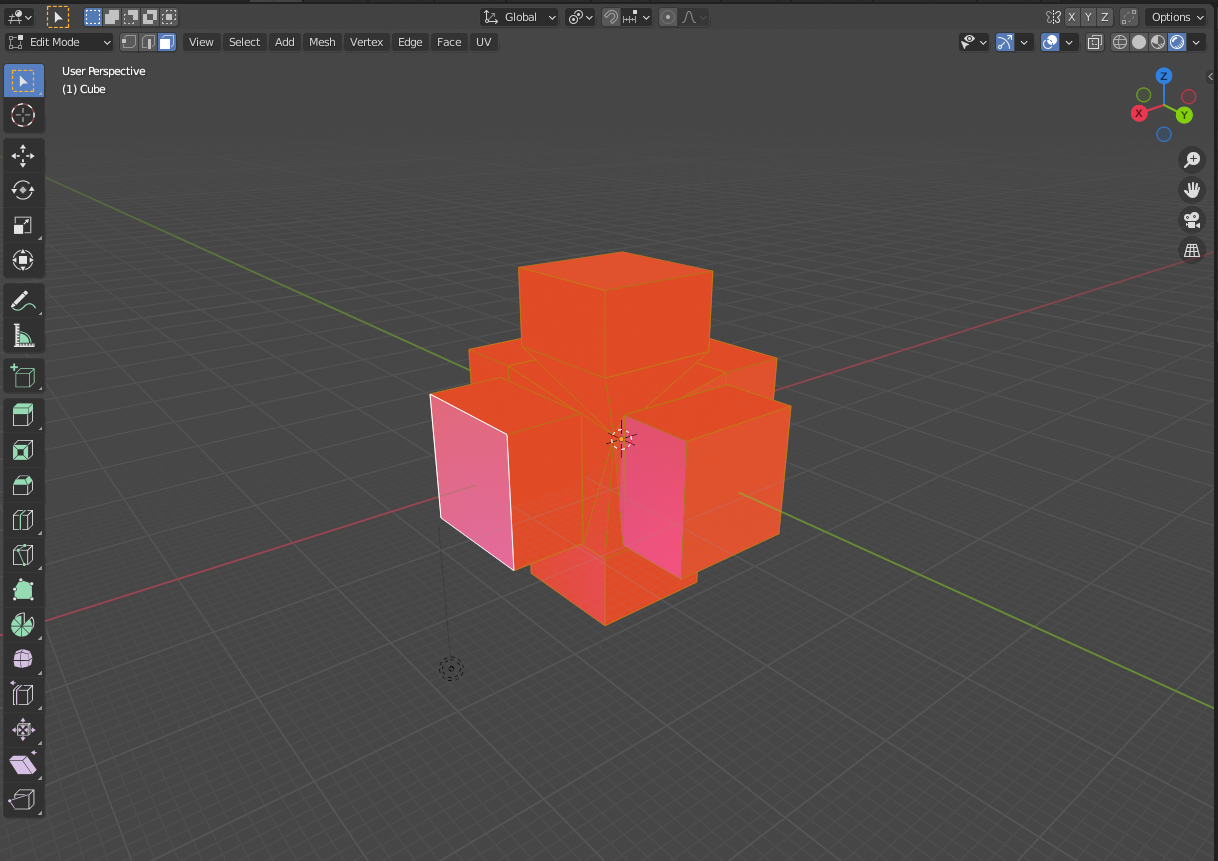 Global
X Y Z
Options
Edit Mode
View Select Add Mesh Vertex Edge Face UV
User Perspective
(1) Cube
Z
X
Y